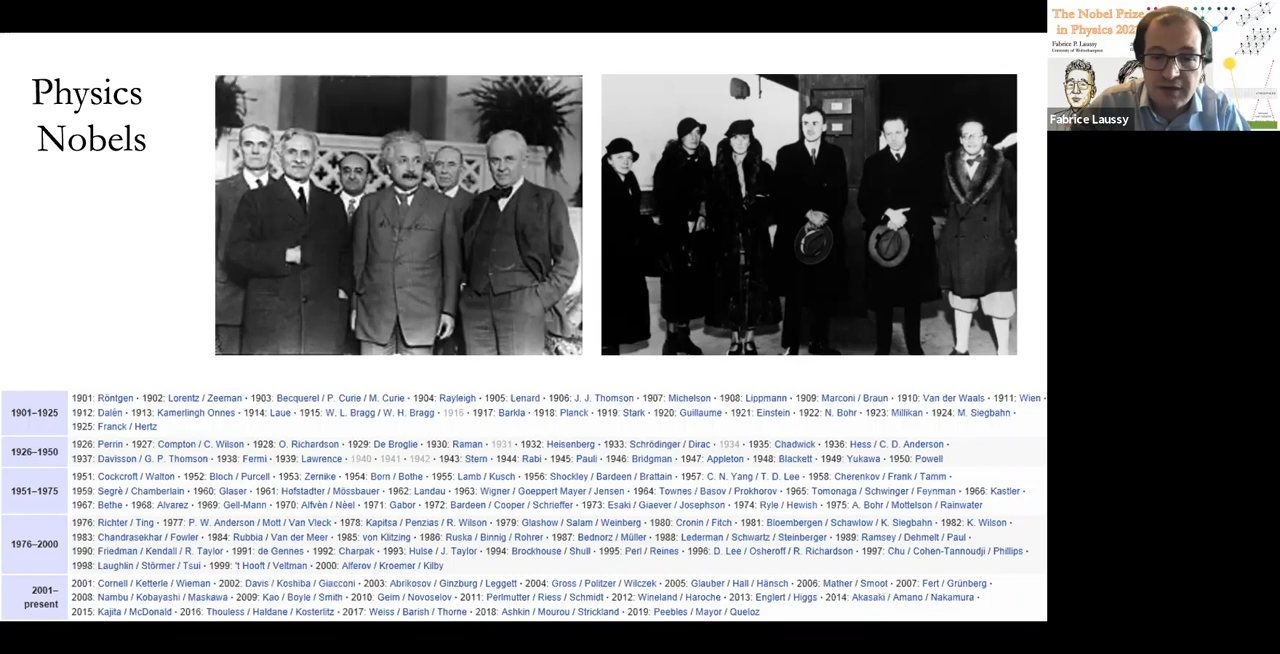 Physics
Nobels
1901–1925
1901: Röntgen · 1902: Lorentz / Zeeman · 1903: Becquerel / P. Curie / M. Curie · 1904: Rayleigh · 1905: Lenard · 1906: J. J. Thomson · 1907: Michelson · 1908: Lippmann · 1909: Marconi / Braun · 1910: Van der Waals · 1911: Wien ·
1912: Dalén · 1913: Kamerlingh Onnes · 1914: Laue · 1915: W. L. Bragg / W. H. Bragg · 1916 · 1917: Barkla · 1918: Planck · 1919: Stark · 1920: Guillaume · 1921: Einstein · 1922: N. Bohr · 1923: Millikan · 1924: M. Siegbahn ·
1925: Franck / Hertz
1926–1950
1926: Perrin · 1927: Compton / C. Wilson · 1928: O. Richardson · 1929: De Broglie · 1930: Raman · 1931 · 1932: Heisenberg · 1933: Schrödinger / Dirac · 1934 · 1935: Chadwick · 1936: Hess / C. D. Anderson ·
1937: Davisson / G. P. Thomson · 1938: Fermi · 1939: Lawrence · 1940 · 1941 · 1942 · 1943: Stern · 1944: Rabi · 1945: Pauli · 1946: Bridgman · 1947: Appleton · 1948: Blackett · 1949: Yukawa · 1950: Powell
1951–1975
1951: Cockcroft / Walton · 1952: Bloch / Purcell · 1953: Zernike · 1954: Born / Bothe · 1955: Lamb / Kusch · 1956: Shockley / Bardeen / Brattain · 1957: C. N. Yang / T. D. Lee · 1958: Cherenkov / Frank / Tamm ·
1959: Segrè / Chamberlain · 1960: Glaser · 1961: Hofstadter / Mössbauer · 1962: Landau · 1963: Wigner / Goeppert Mayer / Jensen · 1964: Townes / Basov / Prokhorov · 1965: Tomonaga / Schwinger / Feynman · 1966: Kastler ·
1967: Bethe · 1968: Alvarez · 1969: Gell-Mann · 1970: Alfvén / Néel · 1971: Gabor · 1972: Bardeen / Cooper / Schrieffer · 1973: Esaki / Giaever / Josephson · 1974: Ryle / Hewish · 1975: A. Bohr / Mottelson / Rainwater
1976–2000
1976: Richter / Ting · 1977: P. W. Anderson / Mott / Van Vleck · 1978: Kapitsa / Penzias / R. Wilson · 1979: Glashow / Salam / Weinberg · 1980: Cronin / Fitch · 1981: Bloembergen / Schawlow / K. Siegbahn · 1982: K. Wilson ·
1983: Chandrasekhar / Fowler · 1984: Rubbia / Van der Meer · 1985: von Klitzing · 1986: Ruska / Binnig / Rohrer · 1987: Bednorz / Müller · 1988: Lederman / Schwartz / Steinberger · 1989: Ramsey / Dehmelt / Paul ·
1990: Friedman / Kendall / R. Taylor · 1991: de Gennes · 1992: Charpak · 1993: Hulse / J. Taylor · 1994: Brockhouse / Shull · 1995: Perl / Reines · 1996: D. Lee / Osheroff / R. Richardson · 1997: Chu / Cohen-Tannoudji / Phillips ·
1998: Laughlin / Störmer / Tsui · 1999: 't Hooft / Veltman · 2000: Alferov / Kroemer / Kilby
2001–
present
2001: Cornell / Ketterle / Wieman · 2002: Davis / Koshiba / Giacconi · 2003: Abrikosov / Ginzburg / Leggett · 2004: Gross / Politzer / Wilczek · 2005: Glauber / Hall / Hänsch · 2006: Mather / Smoot · 2007: Fert / Grünberg ·
2008: Nambu / Kobayashi / Maskawa · 2009: Kao / Boyle / Smith · 2010: Geim / Novoselov · 2011: Perlmutter / Riess / Schmidt · 2012: Wineland / Haroche · 2013: Englert / Higgs · 2014: Akasaki / Amano / Nakamura ·
2015: Kajita / McDonald · 2016: Thouless / Haldane / Kosterlitz · 2017: Weiss / Barish / Thorne · 2018: Ashkin / Mourou / Strickland · 2019: Peebles / Mayor / Queloz
The Nobel Prize
in Physics
Fabrice P. Laussy
University of Wolverhampton
Fabrice Laussy